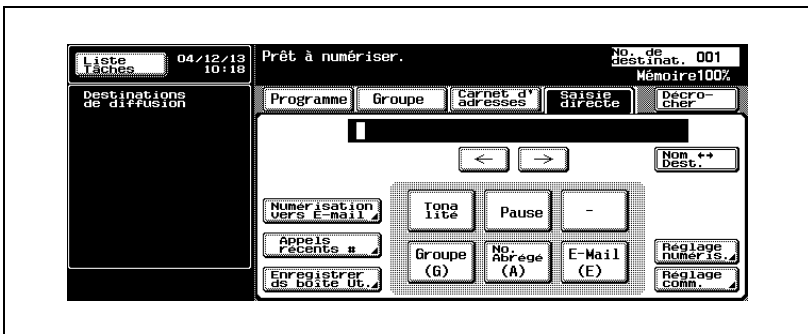 Liste
Tâches
04/12/13
10:18
Prêt à numériser.
No. de
destinat. 001
Mémoire100%
Destinations
de diffusion
Programme
Groupe
Carnet d'
adresses
Saisie
directe
Décro-
cher
← →
Nom ↔
Dest.
Numérisation
vers E-mail
Tona
lité
Pause
-
Appels
récents #
Groupe
(G)
No.
Abrégé
(A)
E-Mail
(E)
Réglage
numéris.
Enregistrer
ds boîte Ut.
Réglage
comm.